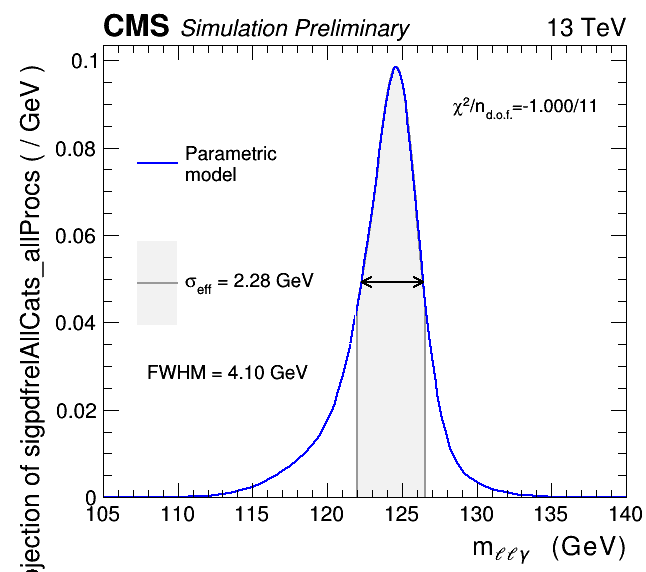 CMS Simulation Preliminary 13 TeV
ojection of sigpdfrelAllCats_allProcs ( / GeV )
0.1
0.08
0.06
0.04
0.02
0
χ²/n_d.o.f.=-1.000/11
Parametric
model
σ_eff = 2.28 GeV
FWHM = 4.10 GeV
105 110 115 120 125 130 135 140
m_ℓℓγ (GeV)